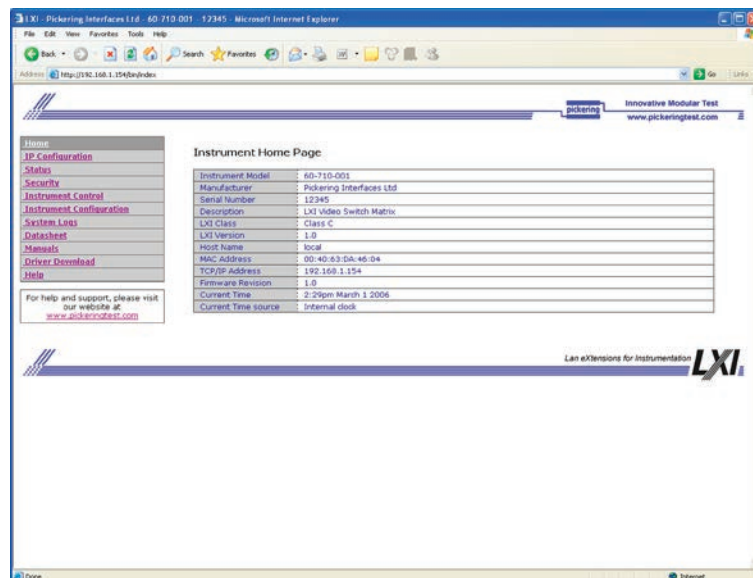 LXI - Pickering Interfaces Ltd - 60-710-001 - 12345 - Microsoft Internet Explorer
File Edit View Favorites Tools Help
Back Search Favorites
Address http://192.168.1.154/bin/index Go Links
pickering
Innovative Modular Test
www.pickeringtest.com
Home
IP Configuration
Status
Security
Instrument Control
Instrument Configuration
System Logs
Datasheet
Manuals
Driver Download
Help
For help and support, please visit
our website at
www.pickeringtest.com
Instrument Home Page
Instrument Model : 60-710-001
Manufacturer : Pickering Interfaces Ltd
Serial Number : 12345
Description : LXI Video Switch Matrix
LXI Class : Class C
LXI Version : 1.0
Host Name : local
MAC Address : 00:40:63:DA:46:04
TCP/IP Address : 192.168.1.154
Firmware Revision : 1.0
Current Time : 2:29pm March 1 2006
Current Time source : Internal clock
Lan eXtensions for Instrumentation LXI
Done Internet